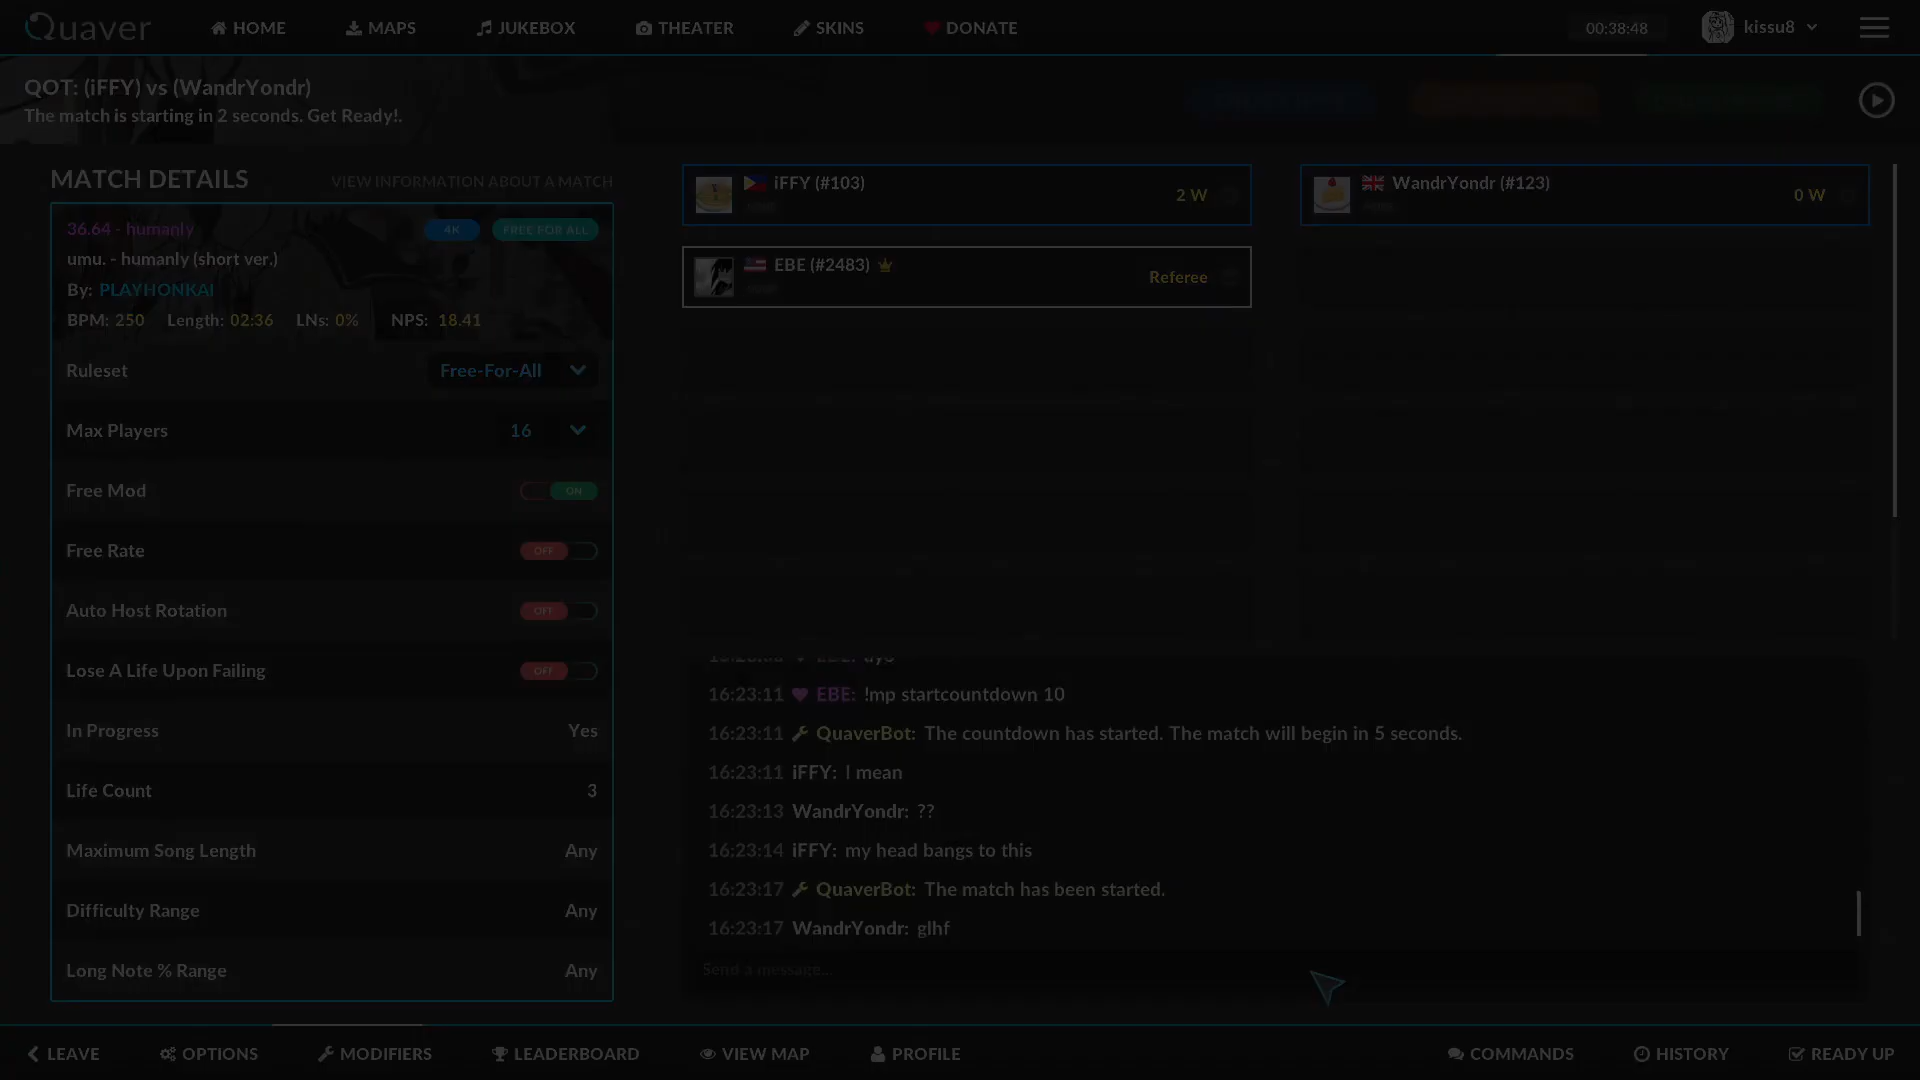 Quaver
HOME
MAPS
JUKEBOX
THEATER
SKINS
DONATE
00:38:48
kissu8
QOT: (iFFY) vs (WandrYondr)
The match is starting in 2 seconds. Get Ready!.
MATCH DETAILS
VIEW INFORMATION ABOUT A MATCH
36.64 - humanly
4K
FREE FOR ALL
umu. - humanly (short ver.)
By: PLAYHONKAI
BPM: 250 Length: 02:36 LNs: 0% NPS: 18.41
Ruleset Free-For-All
Max Players 16
Free Mod ON
Free Rate OFF
Auto Host Rotation OFF
Lose A Life Upon Failing OFF
In Progress Yes
Life Count 3
Maximum Song Length Any
Difficulty Range Any
Long Note % Range Any
iFFY (#103)
2 W
WandrYondr (#123)
0 W
EBE (#2483)
Referee
16:23:11 EBE: !mp startcountdown 10
16:23:11 QuaverBot: The countdown has started. The match will begin in 5 seconds.
16:23:11 iFFY: I mean
16:23:13 WandrYondr: ??
16:23:14 iFFY: my head bangs to this
16:23:17 QuaverBot: The match has been started.
16:23:17 WandrYondr: glhf
Send a message...
LEAVE
OPTIONS
MODIFIERS
LEADERBOARD
VIEW MAP
PROFILE
COMMANDS
HISTORY
READY UP